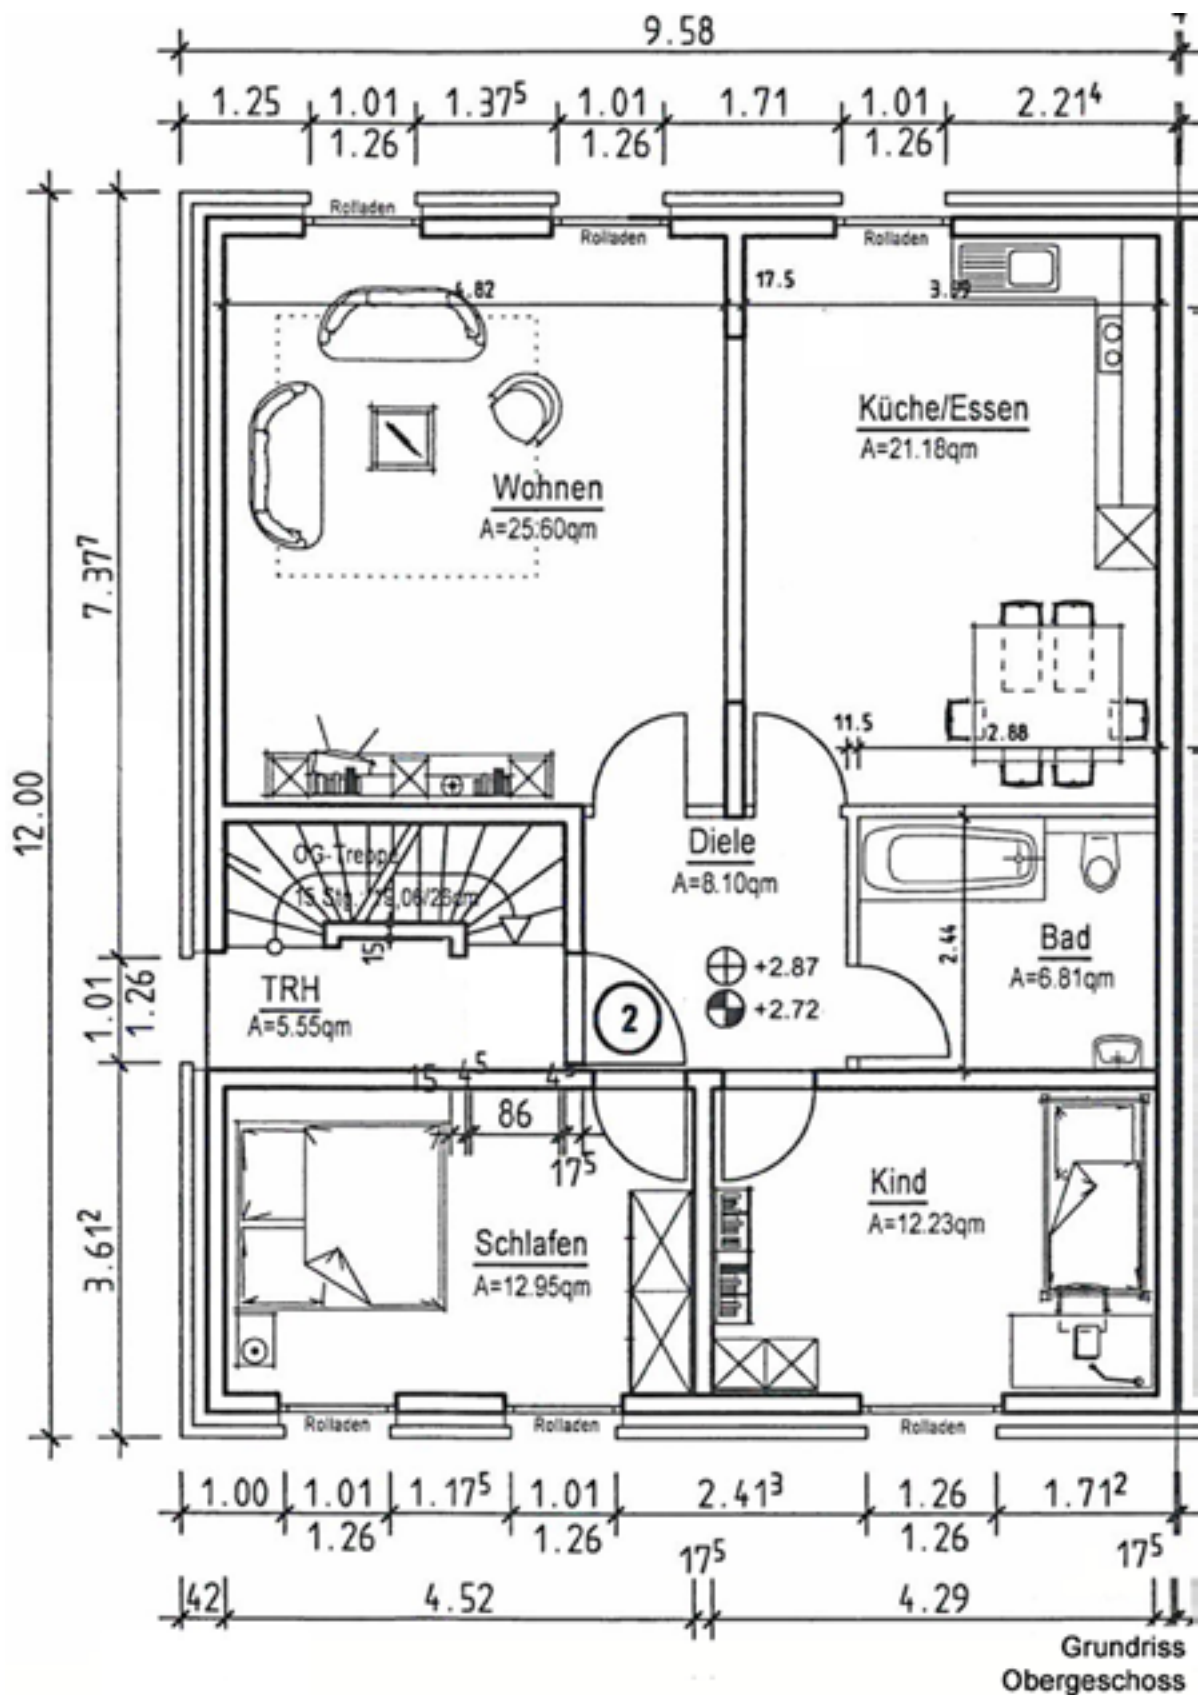 9.58
1.25 1.01 1.37⁵ 1.01 1.71 1.01 2.21⁴
1.26 1.26 1.26
Rolladen
Rolladen
Rolladen
4.82
17.5
3.99
Küche/Essen
A=21.18qm
Wohnen
A=25.60qm
7.37⁷
11.5
2.88
12.00
OG-Treppe
15 Stg.: 19,06/26cm
15
Diele
A=8.10qm
2.44
Bad
A=6.81qm
+2.87
+2.72
2
TRH
A=5.55qm
1.01
1.26
15 4⁵ 4⁵
86
17⁵
Kind
A=12.23qm
Schlafen
A=12.95qm
3.61²
Rolladen
Rolladen
Rolladen
1.00 1.01 1.17⁵ 1.01 2.41³ 1.26 1.71²
1.26 1.26 1.26
17⁵ 17⁵
42 4.52 4.29
Grundriss
Obergeschoss